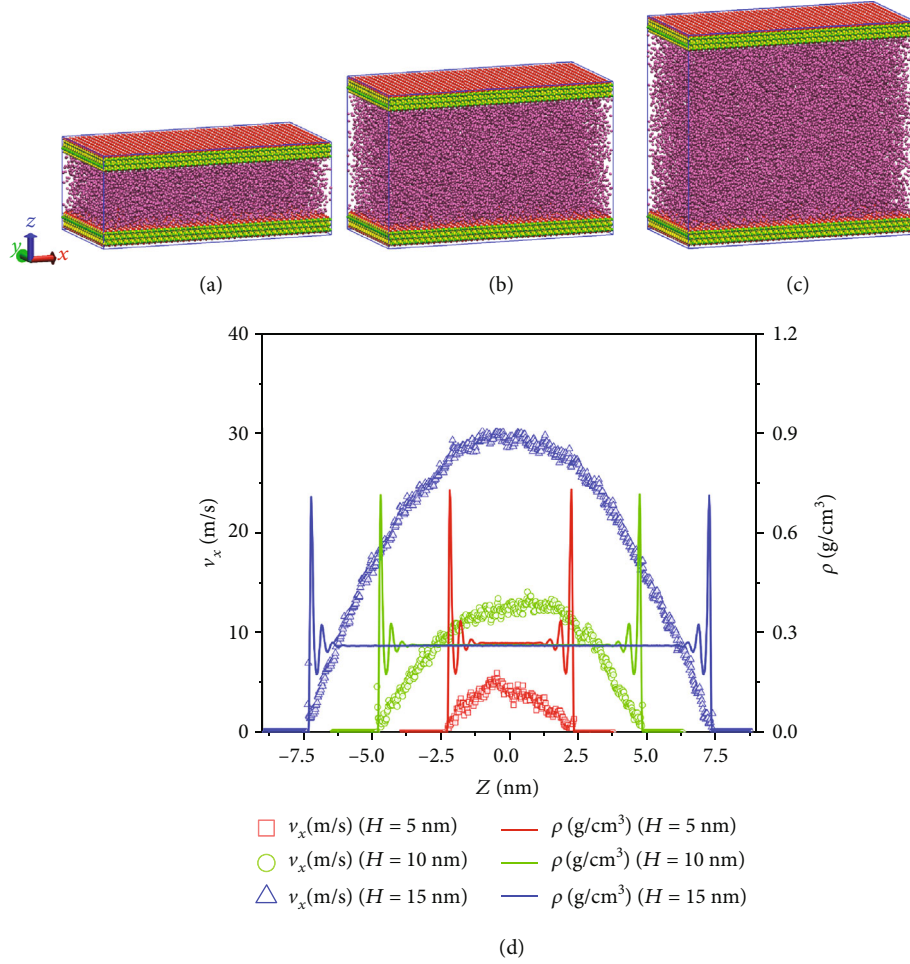 z
y
x
(a)
(b)
(c)
40
30
20
10
0
v_x (m/s)
1.2
0.9
0.6
0.3
0.0
ρ (g/cm³)
−7.5 −5.0 −2.5 0.0 2.5 5.0 7.5
Z (nm)
v_x(m/s) (H = 5 nm) ρ (g/cm³) (H = 5 nm)
v_x(m/s) (H = 10 nm) ρ (g/cm³) (H = 10 nm)
v_x(m/s) (H = 15 nm) ρ (g/cm³) (H = 15 nm)
(d)